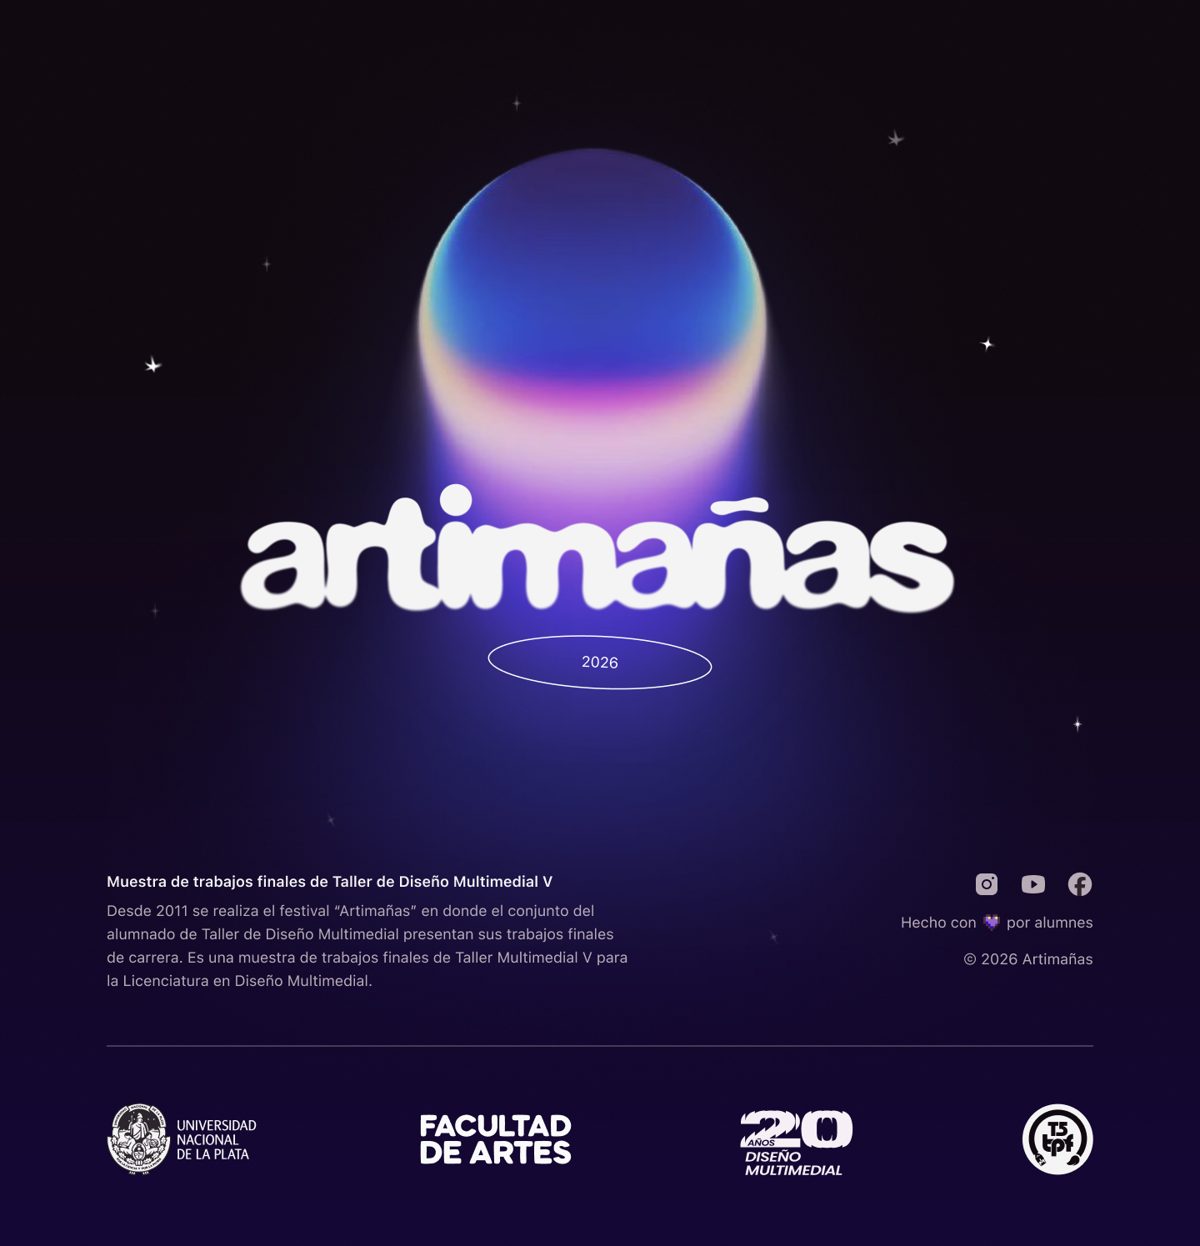 artimañas
2026
Muestra de trabajos finales de Taller de Diseño Multimedial V
Desde 2011 se realiza el festival “Artimañas” en donde el conjunto del
alumnado de Taller de Diseño Multimedial presentan sus trabajos finales
de carrera. Es una muestra de trabajos finales de Taller Multimedial V para
la Licenciatura en Diseño Multimedial.
Hecho con 💜 por alumnes
© 2026 Artimañas
UNIVERSIDAD
NACIONAL
DE LA PLATA
FACULTAD
DE ARTES
20
AÑOS
DISEÑO
MULTIMEDIAL
T5
tpf